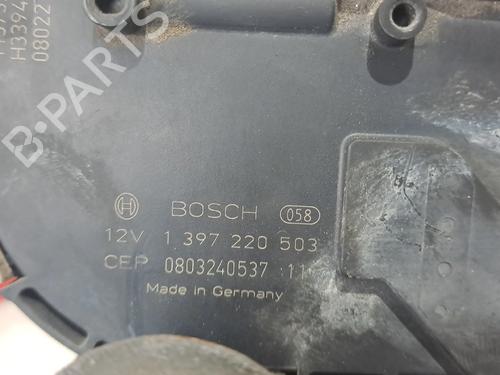 H3394
08022
B-PARTS
BOSCH 058
12V 1 397 220 503
CEP 0803240537 11
Made in Germany